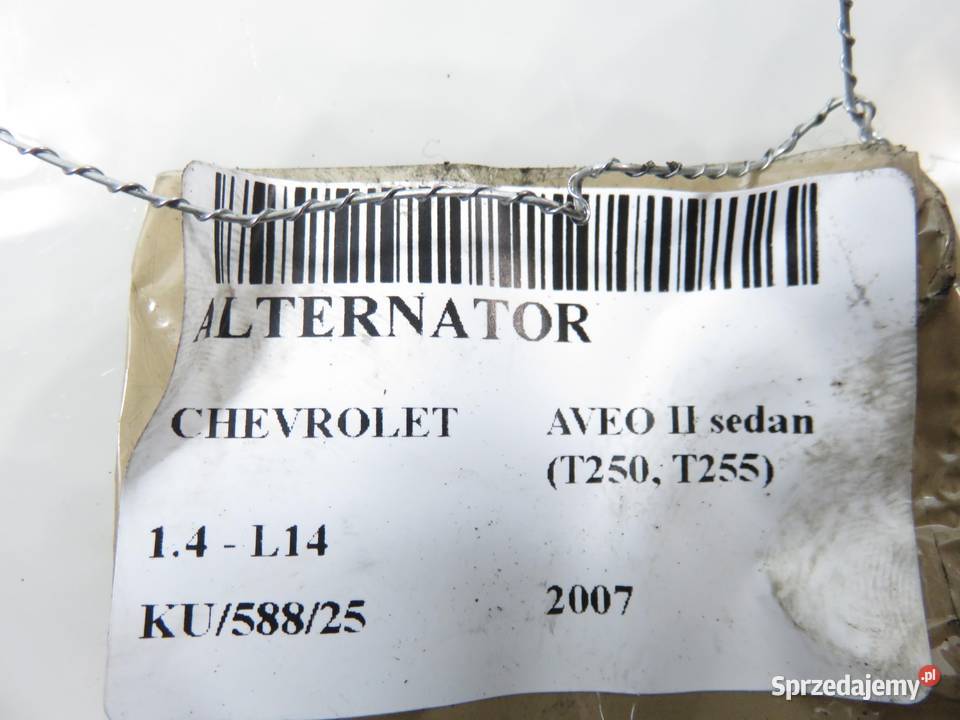 ALTERNATOR
CHEVROLET AVEO II sedan
(T250, T255)
1.4 - L14
KU/588/25 2007
Sprzedajemy.pl